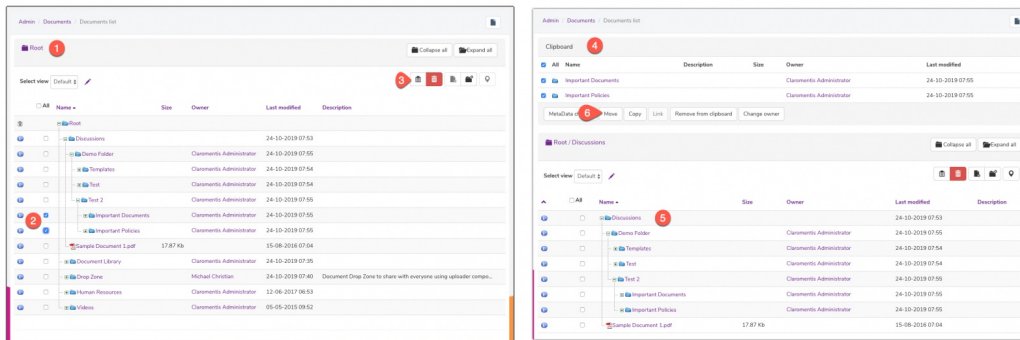 Admin / Documents / Documents list
Root 1
Collapse all Expand all
Select view Default 3
All Name Size Owner Last modified Description
Root
Discussions 24-10-2019 07:53
Demo Folder Claromentis Administrator 24-10-2019 07:55
Templates Claromentis Administrator 24-10-2019 07:54
Test Claromentis Administrator 24-10-2019 07:54
Test 2 Claromentis Administrator 24-10-2019 07:55
2 Important Documents Claromentis Administrator 24-10-2019 07:55
Important Policies Claromentis Administrator 24-10-2019 07:55
Sample Document 1.pdf 17.87 Kb 15-08-2016 07:04
Document Library Claromentis Administrator 24-10-2019 07:35
Drop Zone Michael Christian 24-10-2019 07:40 Document Drop Zone to share with everyone using uploader compo...
Human Resources Claromentis Administrator 12-06-2017 06:53
Videos Claromentis Administrator 05-05-2015 09:52
Admin / Documents / Documents list
Clipboard 4
All Name Description Size Owner Last modified
Important Documents Claromentis Administrator 24-10-2019 07:55
Important Policies Claromentis Administrator 24-10-2019 07:55
MetaData 6 Move Copy Link Remove from clipboard Change owner
Root / Discussions
Collapse all Expand all
Select view Default
All Name Size Owner Last modified Description
Discussions 5 24-10-2019 07:53
Demo Folder Claromentis Administrator 24-10-2019 07:55
Templates Claromentis Administrator 24-10-2019 07:54
Test Claromentis Administrator 24-10-2019 07:54
Test 2 Claromentis Administrator 24-10-2019 07:55
Important Documents Claromentis Administrator 24-10-2019 07:55
Important Policies Claromentis Administrator 24-10-2019 07:55
Sample Document 1.pdf 17.87 Kb 15-08-2016 07:04